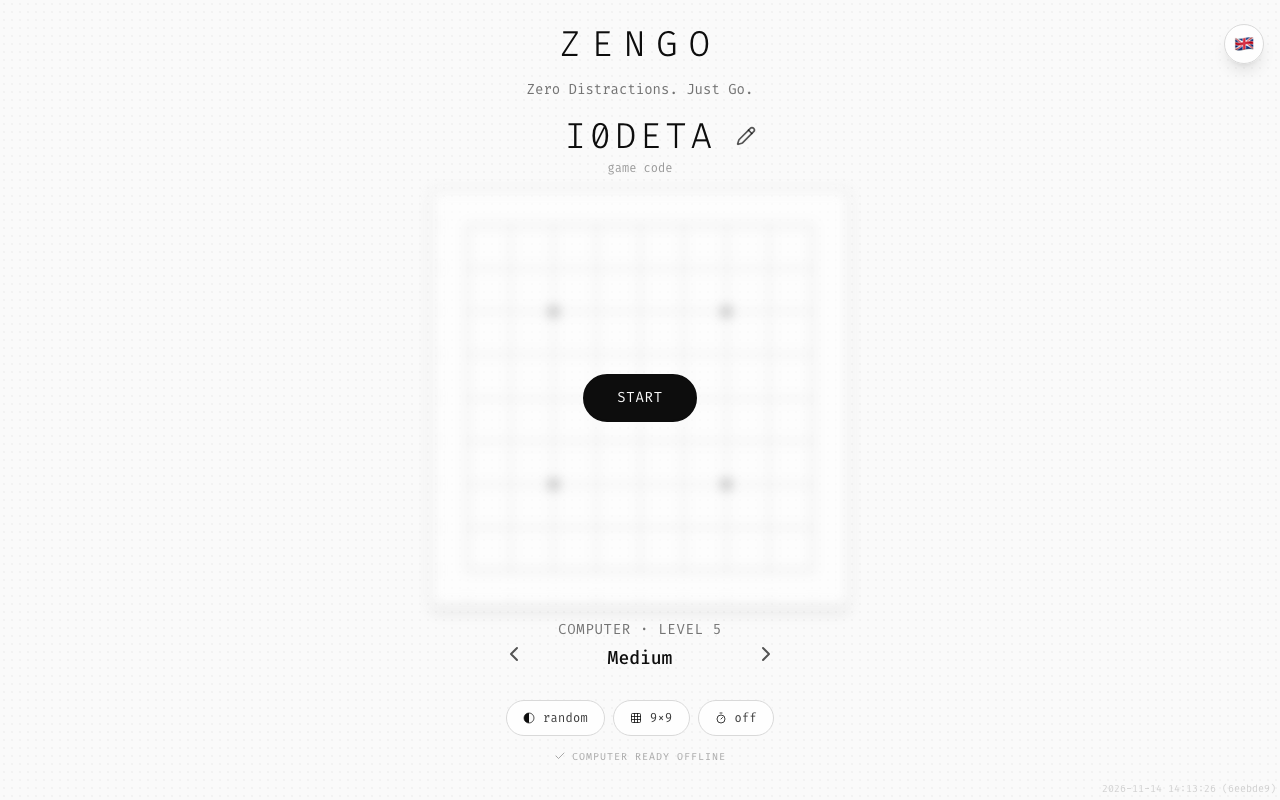 ZENGO
Zero Distractions. Just Go.
I0DETA
game code
START
COMPUTER · LEVEL 5
Medium
random
9×9
off
COMPUTER READY OFFLINE
2026-11-14 14:13:26 (6eebde9)